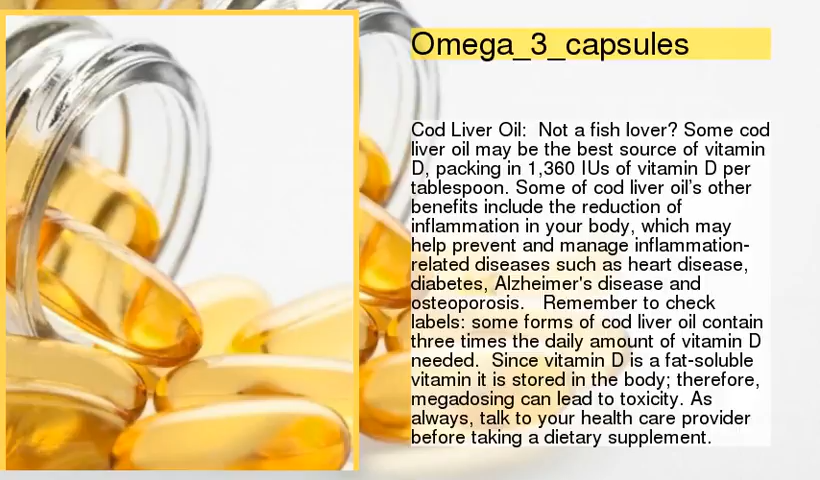 Omega_3_capsules
Cod Liver Oil:  Not a fish lover? Some cod
liver oil may be the best source of vitamin
D, packing in 1,360 IUs of vitamin D per
tablespoon. Some of cod liver oil’s other
benefits include the reduction of
inflammation in your body, which may
help prevent and manage inflammation-
related diseases such as heart disease,
diabetes, Alzheimer's disease and
osteoporosis.   Remember to check
labels: some forms of cod liver oil contain
three times the daily amount of vitamin D
needed.  Since vitamin D is a fat-soluble
vitamin it is stored in the body; therefore,
megadosing can lead to toxicity. As
always, talk to your health care provider
before taking a dietary supplement.